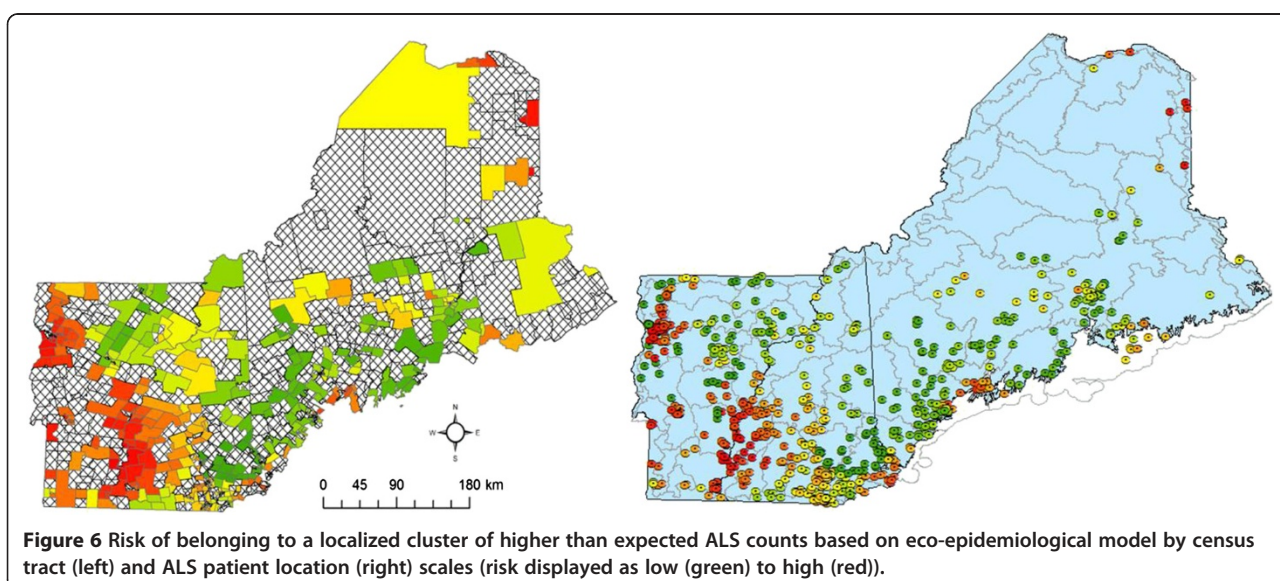 N
W E
S
0 45 90 180 km
Figure 6 Risk of belonging to a localized cluster of higher than expected ALS counts based on eco-epidemiological model by census
tract (left) and ALS patient location (right) scales (risk displayed as low (green) to high (red)).